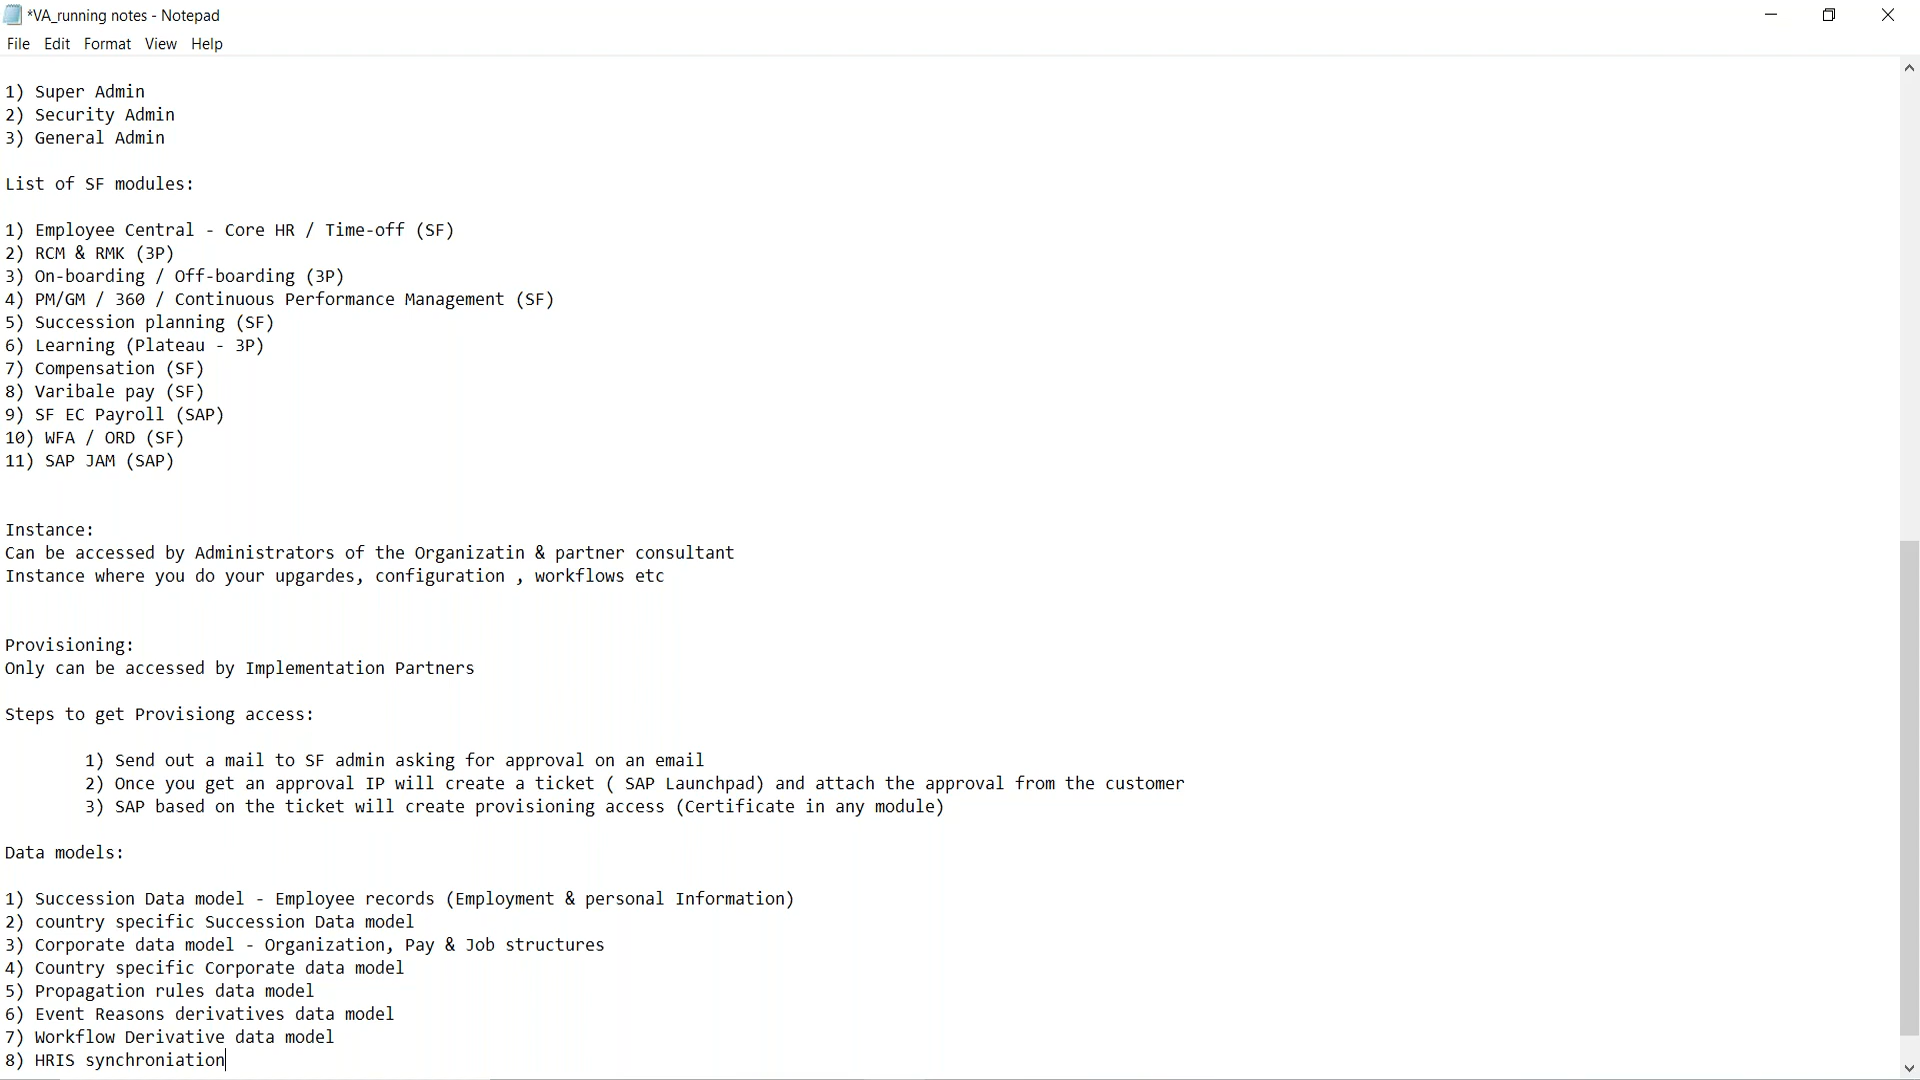 *VA_running notes - Notepad
File Edit Format View Help
1) Super Admin
2) Security Admin
3) General Admin
List of SF modules:
1) Employee Central - Core HR / Time-off (SF)
2) RCM & RMK (3P)
3) On-boarding / Off-boarding (3P)
4) PM/GM / 360 / Continuous Performance Management (SF)
5) Succession planning (SF)
6) Learning (Plateau - 3P)
7) Compensation (SF)
8) Varibale pay (SF)
9) SF EC Payroll (SAP)
10) WFA / ORD (SF)
11) SAP JAM (SAP)
Instance:
Can be accessed by Administrators of the Organizatin & partner consultant
Instance where you do your upgardes, configuration , workflows etc
Provisioning:
Only can be accessed by Implementation Partners
Steps to get Provisiong access:
1) Send out a mail to SF admin asking for approval on an email
2) Once you get an approval IP will create a ticket ( SAP Launchpad) and attach the approval from the customer
3) SAP based on the ticket will create provisioning access (Certificate in any module)
Data models:
1) Succession Data model - Employee records (Employment & personal Information)
2) country specific Succession Data model
3) Corporate data model - Organization, Pay & Job structures
4) Country specific Corporate data model
5) Propagation rules data model
6) Event Reasons derivatives data model
7) Workflow Derivative data model
8) HRIS synchroniation